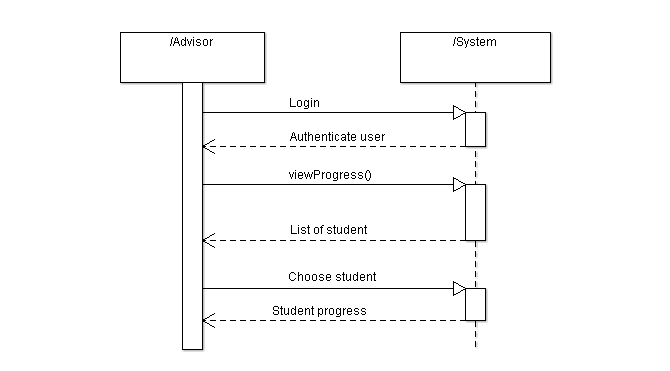 /Advisor
/System
Login
Authenticate user
viewProgress()
List of student
Choose student
Student progress